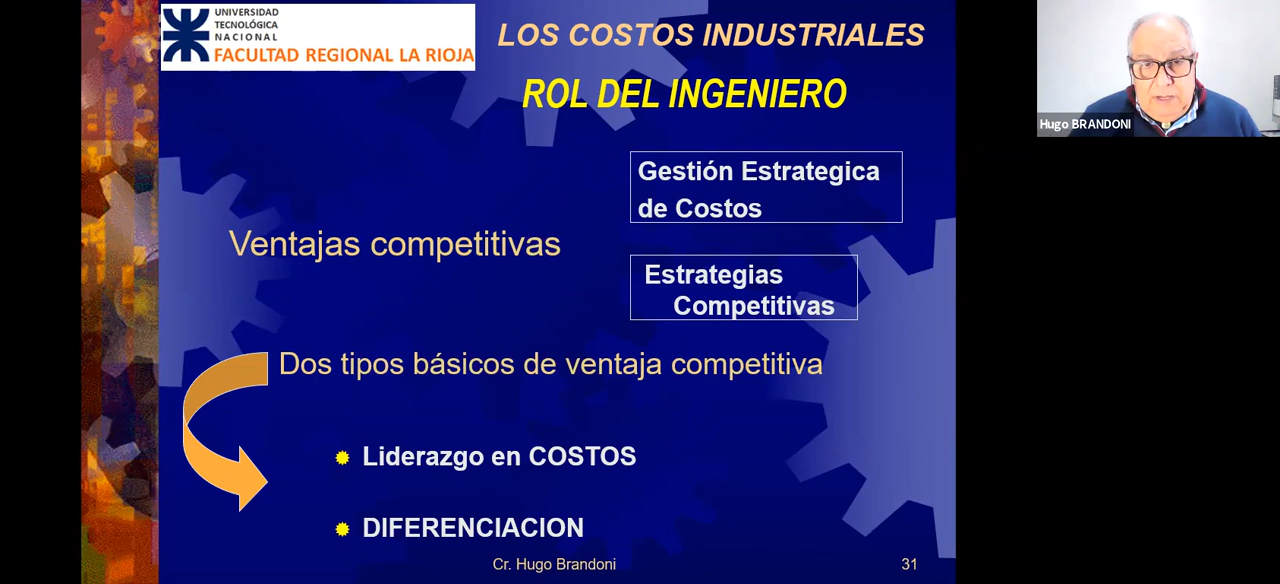 UNIVERSIDAD
TECNOLÓGICA
NACIONAL
FACULTAD REGIONAL LA RIOJA
LOS COSTOS INDUSTRIALES
ROL DEL INGENIERO
Hugo BRANDONI
Gestión Estrategica
de Costos
Ventajas competitivas
Estrategias
Competitivas
Dos tipos básicos de ventaja competitiva
Liderazgo en COSTOS
DIFERENCIACION
Cr. Hugo Brandoni
31